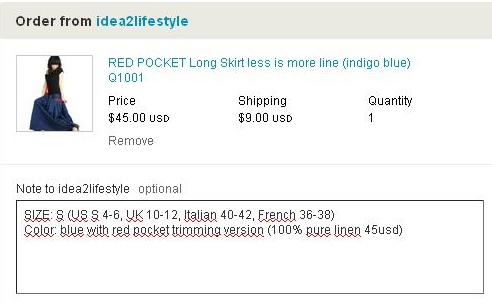 Order from idea2lifestyle
RED POCKET Long Skirt less is more line (indigo blue)
Q1001
Price Shipping Quantity
$45.00 USD $9.00 USD 1
Remove
Note to idea2lifestyle optional
SIZE: S (US S 4-6, UK 10-12, Italian 40-42, French 36-38)
Color: blue with red pocket trimming version (100% pure linen 45usd)